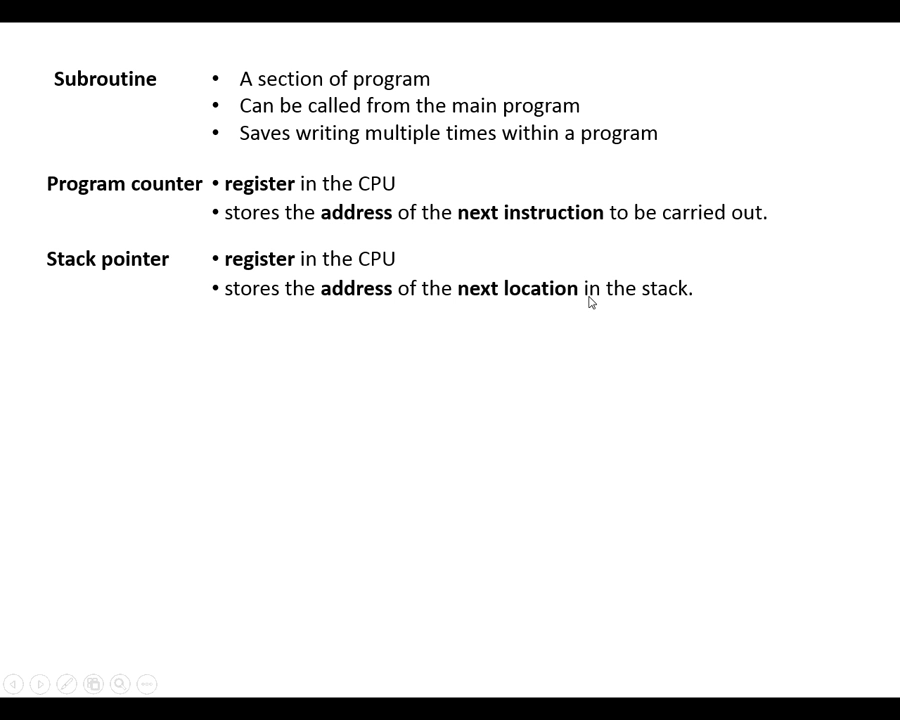 Subroutine • A section of program
• Can be called from the main program
• Saves writing multiple times within a program
Program counter • register in the CPU
• stores the address of the next instruction to be carried out.
Stack pointer • register in the CPU
• stores the address of the next location in the stack.